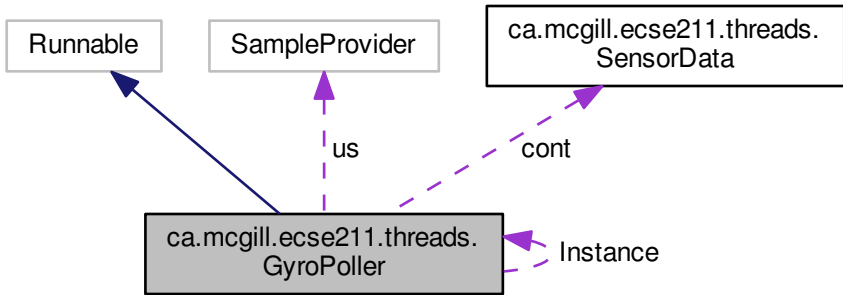 Runnable
SampleProvider
ca.mcgill.ecse211.threads.
SensorData
us
cont
ca.mcgill.ecse211.threads.
GyroPoller
Instance